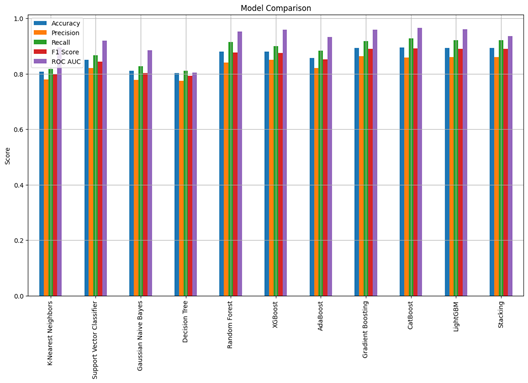 Model Comparison
Accuracy
Precision
Recall
F1 Score
ROC AUC
Score
1.0
0.8
0.6
0.4
0.2
0.0
K-Nearest Neighbors
Support Vector Classifier
Gaussian Naive Bayes
Decision Tree
Random Forest
XGBoost
AdaBoost
Gradient Boosting
CatBoost
LightGBM
Stacking